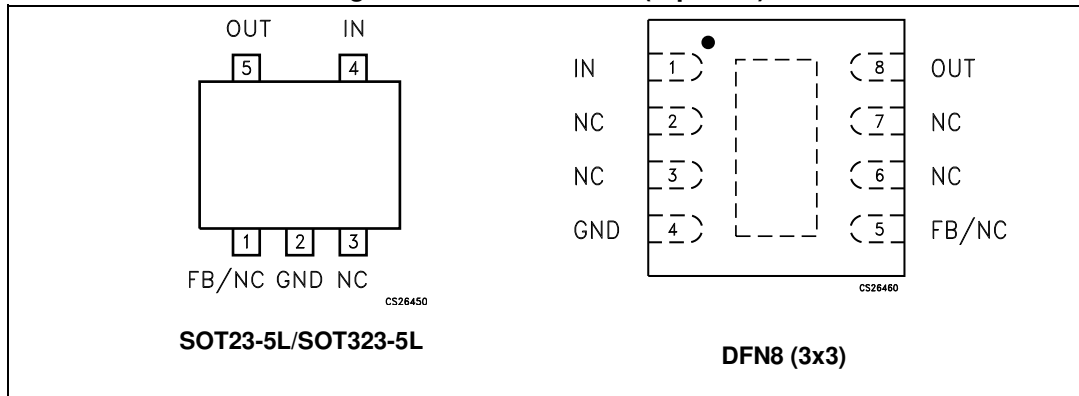 OUT IN
5 4
1 2 3
FB/NC GND NC
CS26450
SOT23-5L/SOT323-5L
IN 1 8 OUT
NC 2 7 NC
NC 3 6 NC
GND 4 5 FB/NC
CS26460
DFN8 (3x3)